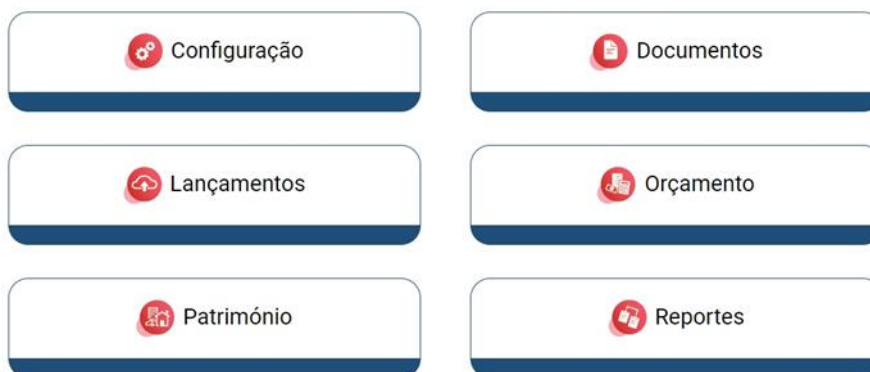 Configuração
Documentos
Lançamentos
Orçamento
Património
Reportes